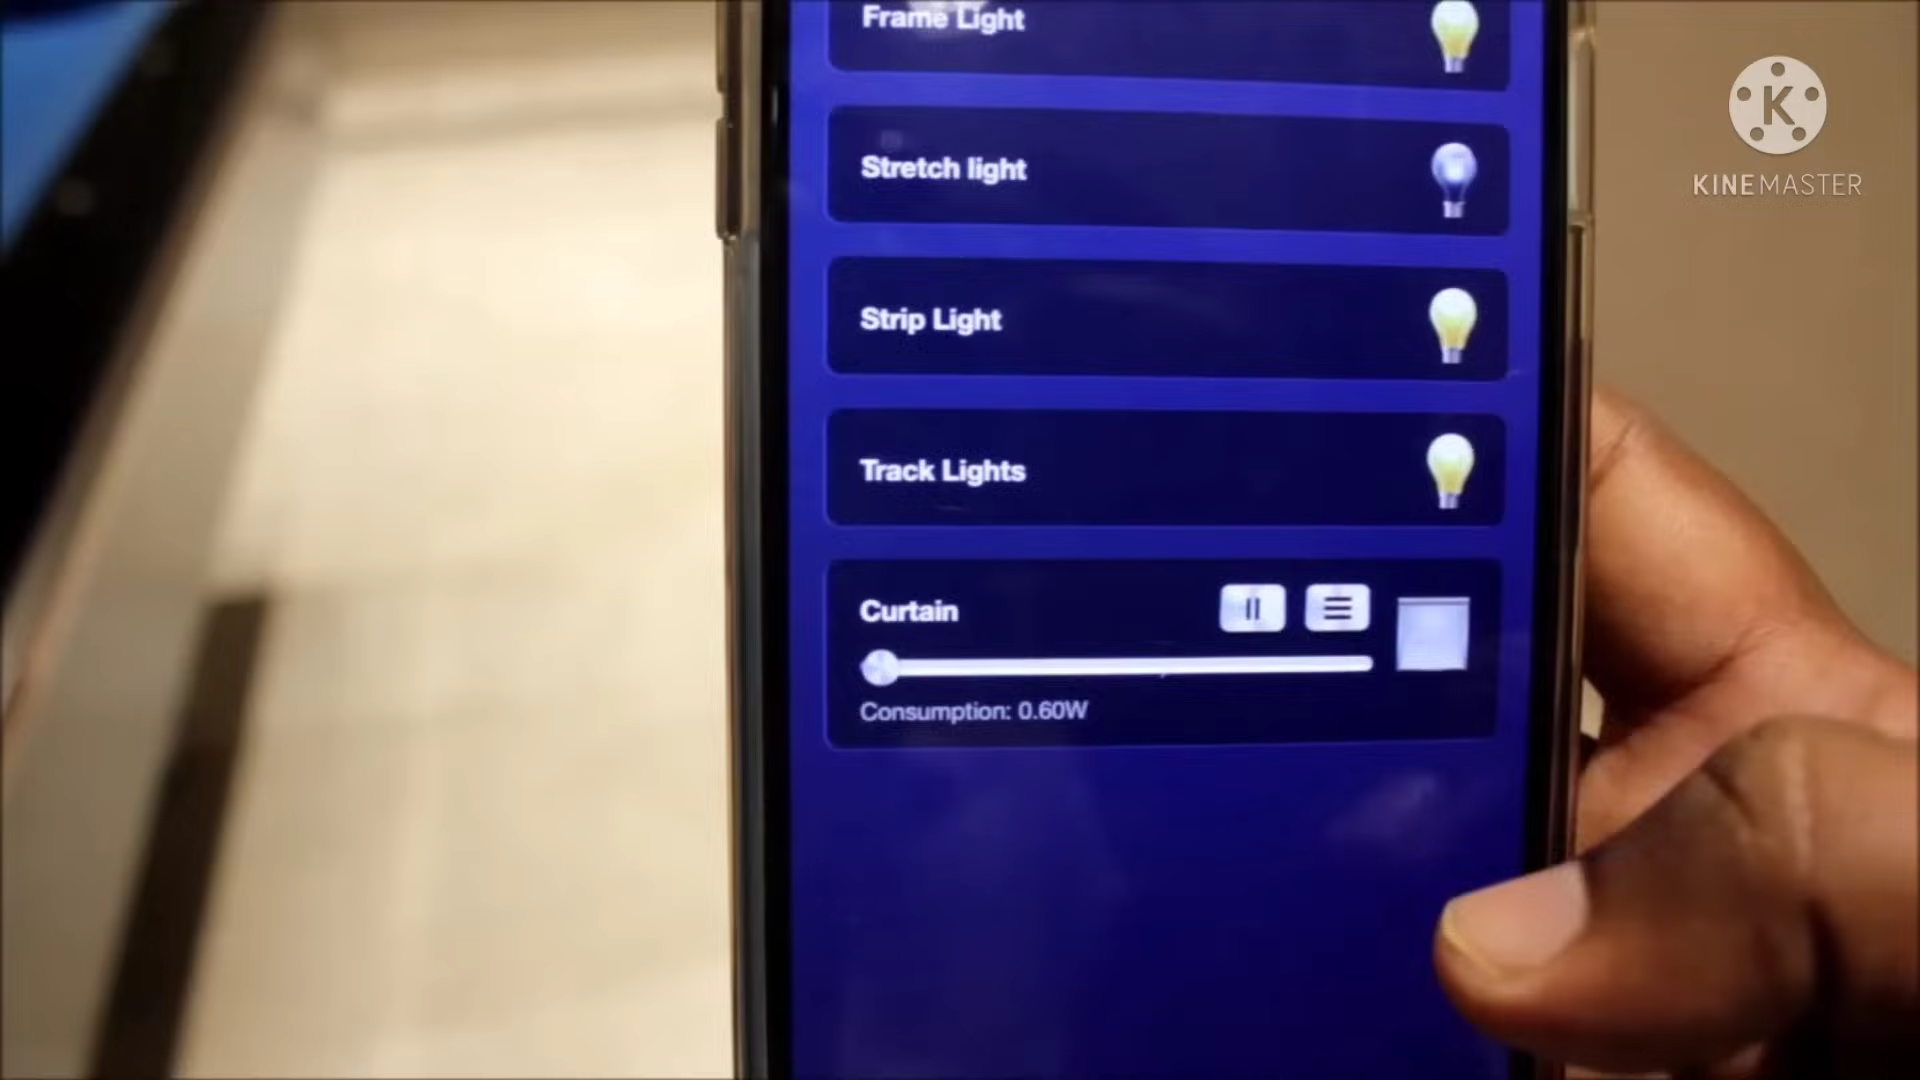 Frame Light
K
KINEMASTER
Stretch light
Strip Light
Track Lights
Curtain
Consumption: 0.60W